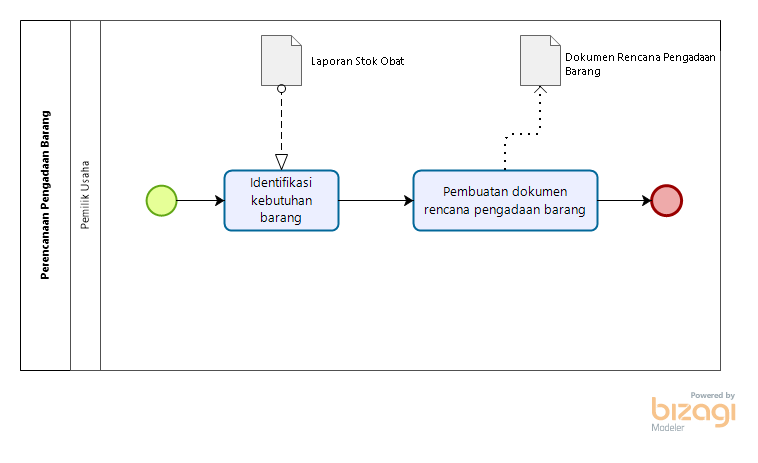 Perencanaan Pengadaan Barang
Pemilik Usaha
Laporan Stok Obat
Dokumen Rencana Pengadaan
Barang
Identifikasi
kebutuhan
barang
Pembuatan dokumen
rencana pengadaan barang
Powered by
bizagi
Modeler